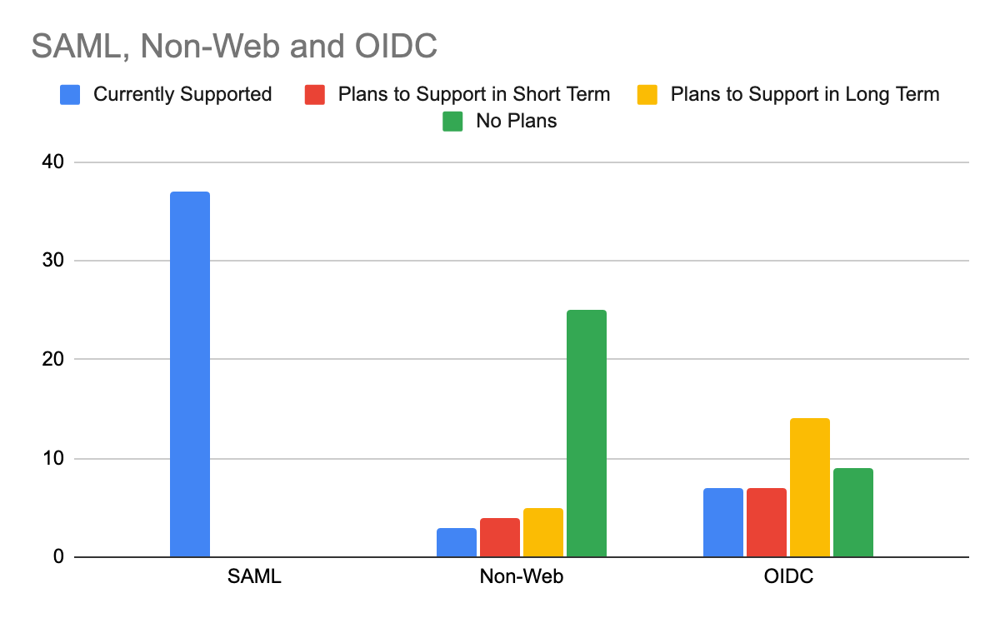 SAML, Non-Web and OIDC
Currently Supported Plans to Support in Short Term Plans to Support in Long Term
No Plans
40
30
20
10
0
SAML Non-Web OIDC